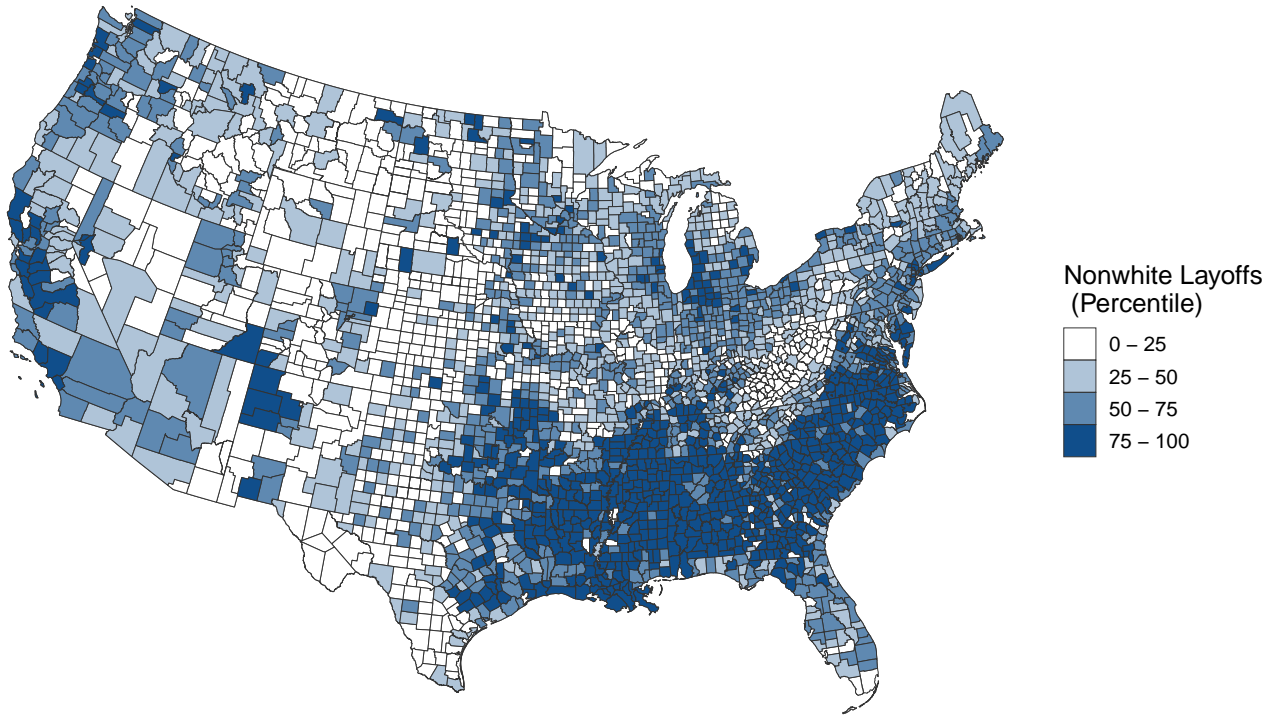 Nonwhite Layoffs
(Percentile)
0 – 25
25 – 50
50 – 75
75 – 100